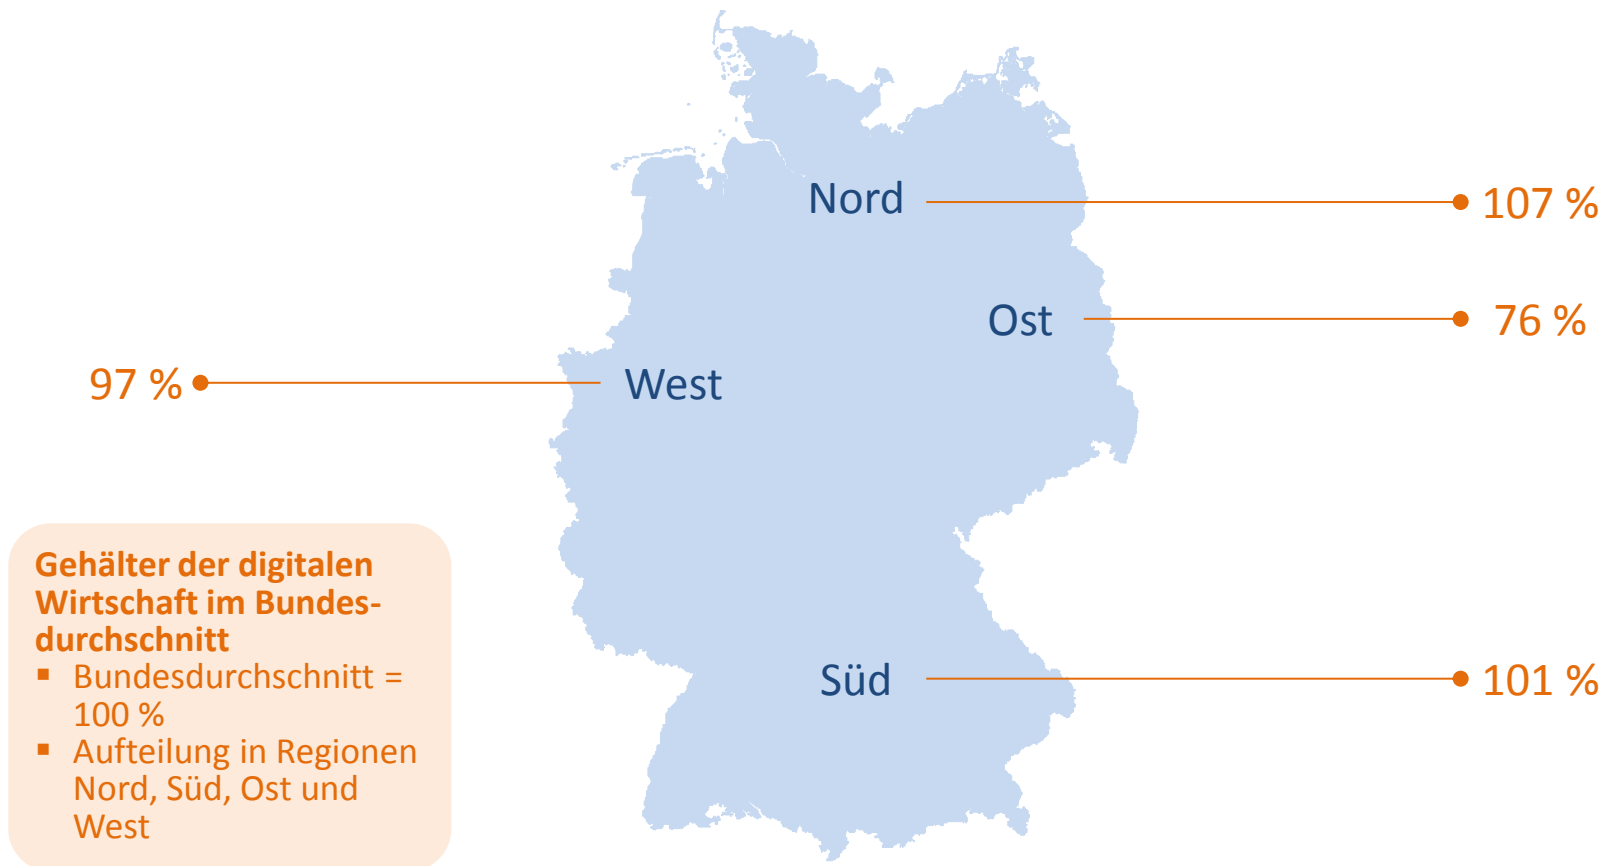 Nord
107 %
Ost
76 %
97 %
West
Gehälter der digitalen
Wirtschaft im Bundes-
durchschnitt
▪ Bundesdurchschnitt =
100 %
▪ Aufteilung in Regionen
Nord, Süd, Ost und
West
Süd
101 %